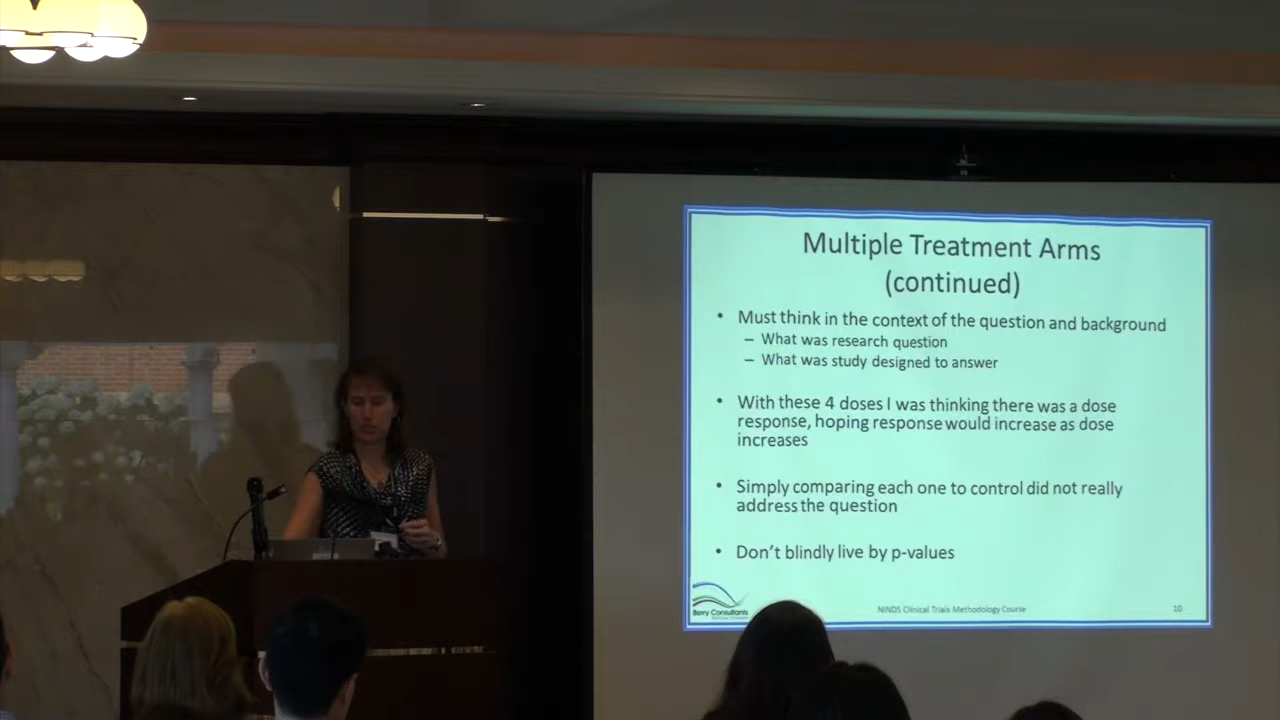 Multiple Treatment Arms
(continued)
• Must think in the context of the question and background
– What was research question
– What was study designed to answer
• With these 4 doses I was thinking there was a dose
response, hoping response would increase as dose
increases
• Simply comparing each one to control did not really
address the question
• Don't blindly live by p-values
Berry Consultants
NINDS Clinical Trials Methodology Course
10